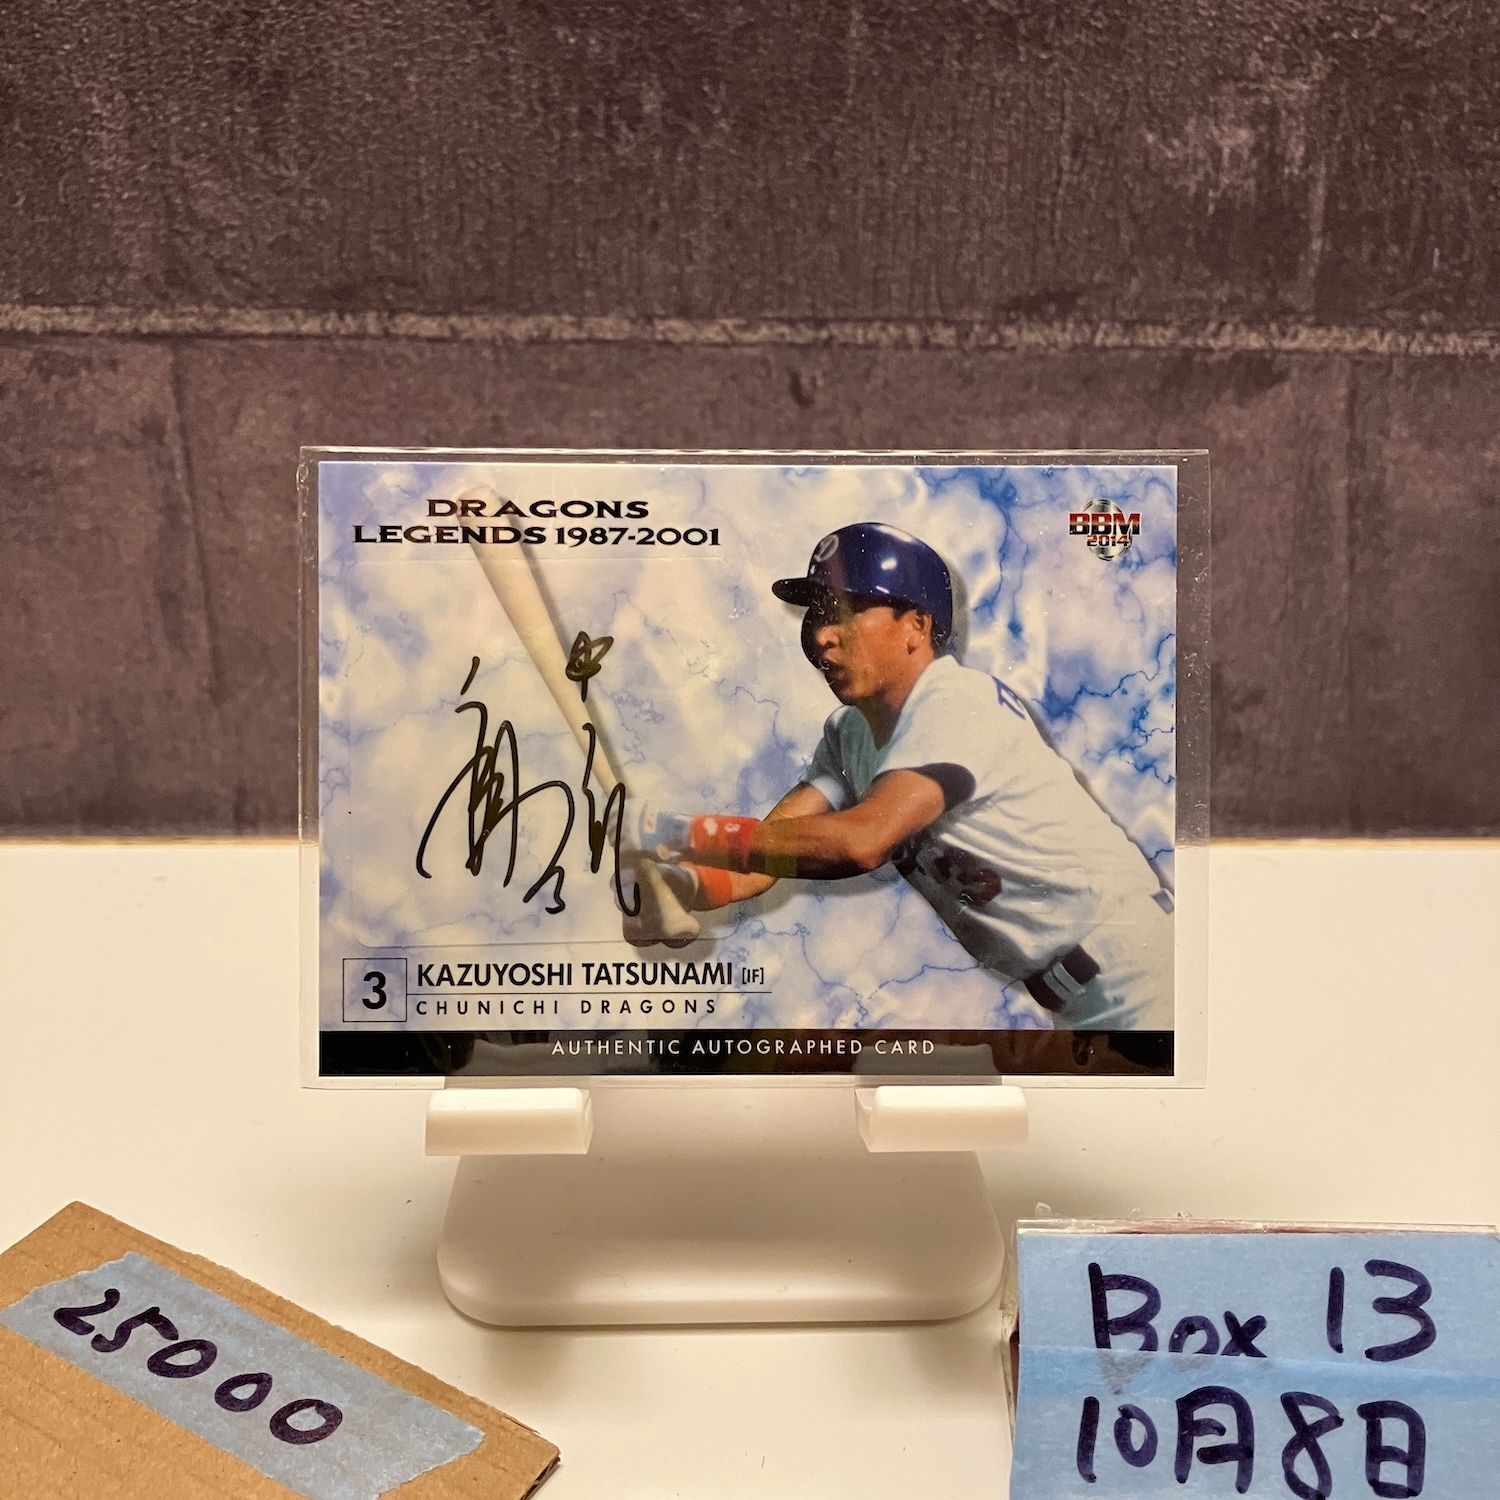 DRAGONS
LEGENDS 1987-2001
BBM
2014
3
KAZUYOSHI TATSUNAMI [IF]
CHUNICHI DRAGONS
AUTHENTIC AUTOGRAPHED CARD
25000
Box 13
10月8日